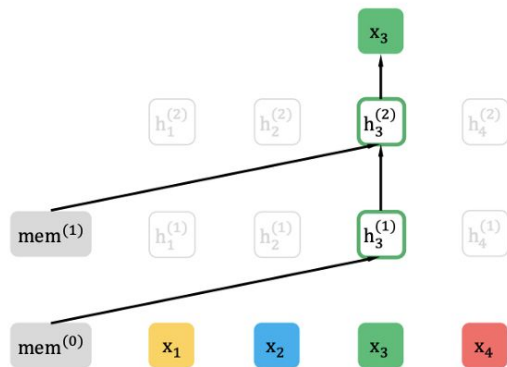 x₃
h₁⁽²⁾ h₂⁽²⁾ h₃⁽²⁾ h₄⁽²⁾
mem⁽¹⁾ h₁⁽¹⁾ h₂⁽¹⁾ h₃⁽¹⁾ h₄⁽¹⁾
mem⁽⁰⁾ x₁ x₂ x₃ x₄